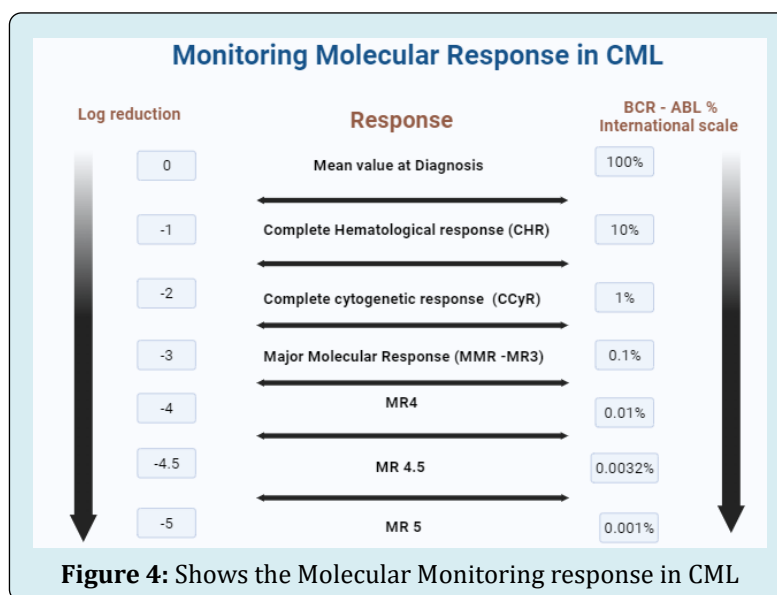 Monitoring Molecular Response in CML
Log reduction
Response
BCR - ABL %
International scale
0
Mean value at Diagnosis
100%
-1
Complete Hematological response (CHR)
10%
-2
Complete cytogenetic response (CCyR)
1%
-3
Major Molecular Response (MMR -MR3)
0.1%
-4
MR4
0.01%
-4.5
MR 4.5
0.0032%
-5
MR 5
0.001%
Figure 4: Shows the Molecular Monitoring response in CML